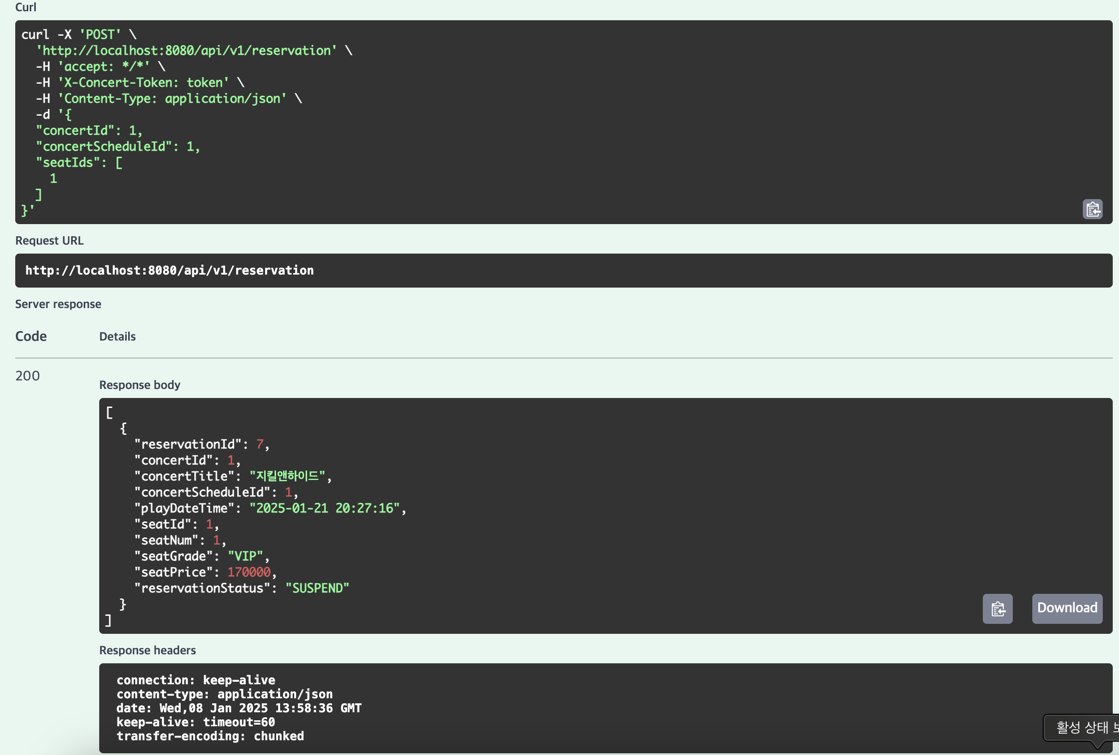 Curl
curl -X 'POST' \
'http://localhost:8080/api/v1/reservation' \
-H 'accept: */*' \
-H 'X-Concert-Token: token' \
-H 'Content-Type: application/json' \
-d '{
"concertId": 1,
"concertScheduleId": 1,
"seatIds": [
1
]
}'
Request URL
http://localhost:8080/api/v1/reservation
Server response
Code Details
200
Response body
[
{
"reservationId": 7,
"concertId": 1,
"concertTitle": "지킬앤하이드",
"concertScheduleId": 1,
"playDateTime": "2025-01-21 20:27:16",
"seatId": 1,
"seatNum": 1,
"seatGrade": "VIP",
"seatPrice": 170000,
"reservationStatus": "SUSPEND"
}
]
Download
Response headers
connection: keep-alive
content-type: application/json
date: Wed,08 Jan 2025 13:58:36 GMT
keep-alive: timeout=60
transfer-encoding: chunked
활성 상태